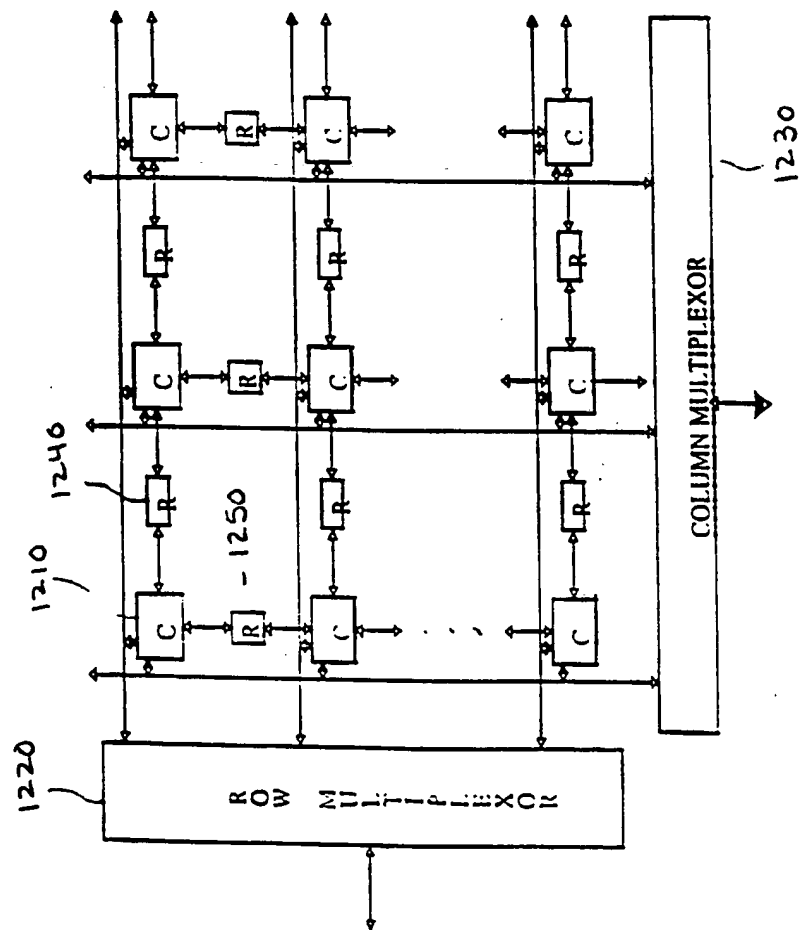 1220
1210
1240
ROW MULTIPLEXOR
C R C R C
R
1250
R
R
C R C R C
C R C R C
COLUMN MULTIPLEXOR
1230